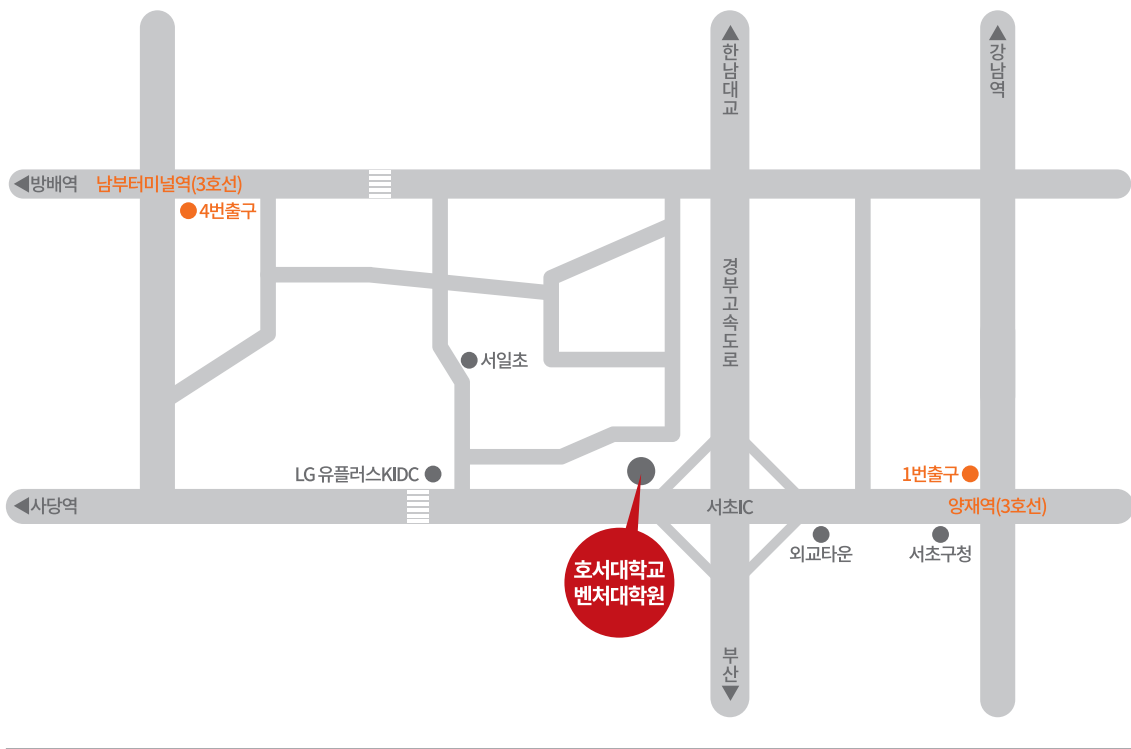 한남대교
강남역
방배역
남부터미널역(3호선)
4번출구
경부고속도로
서일초
LG 유플러스KIDC
1번출구
사당역
서초IC
양재역(3호선)
외교타운
서초구청
호서대학교
벤처대학원
부산